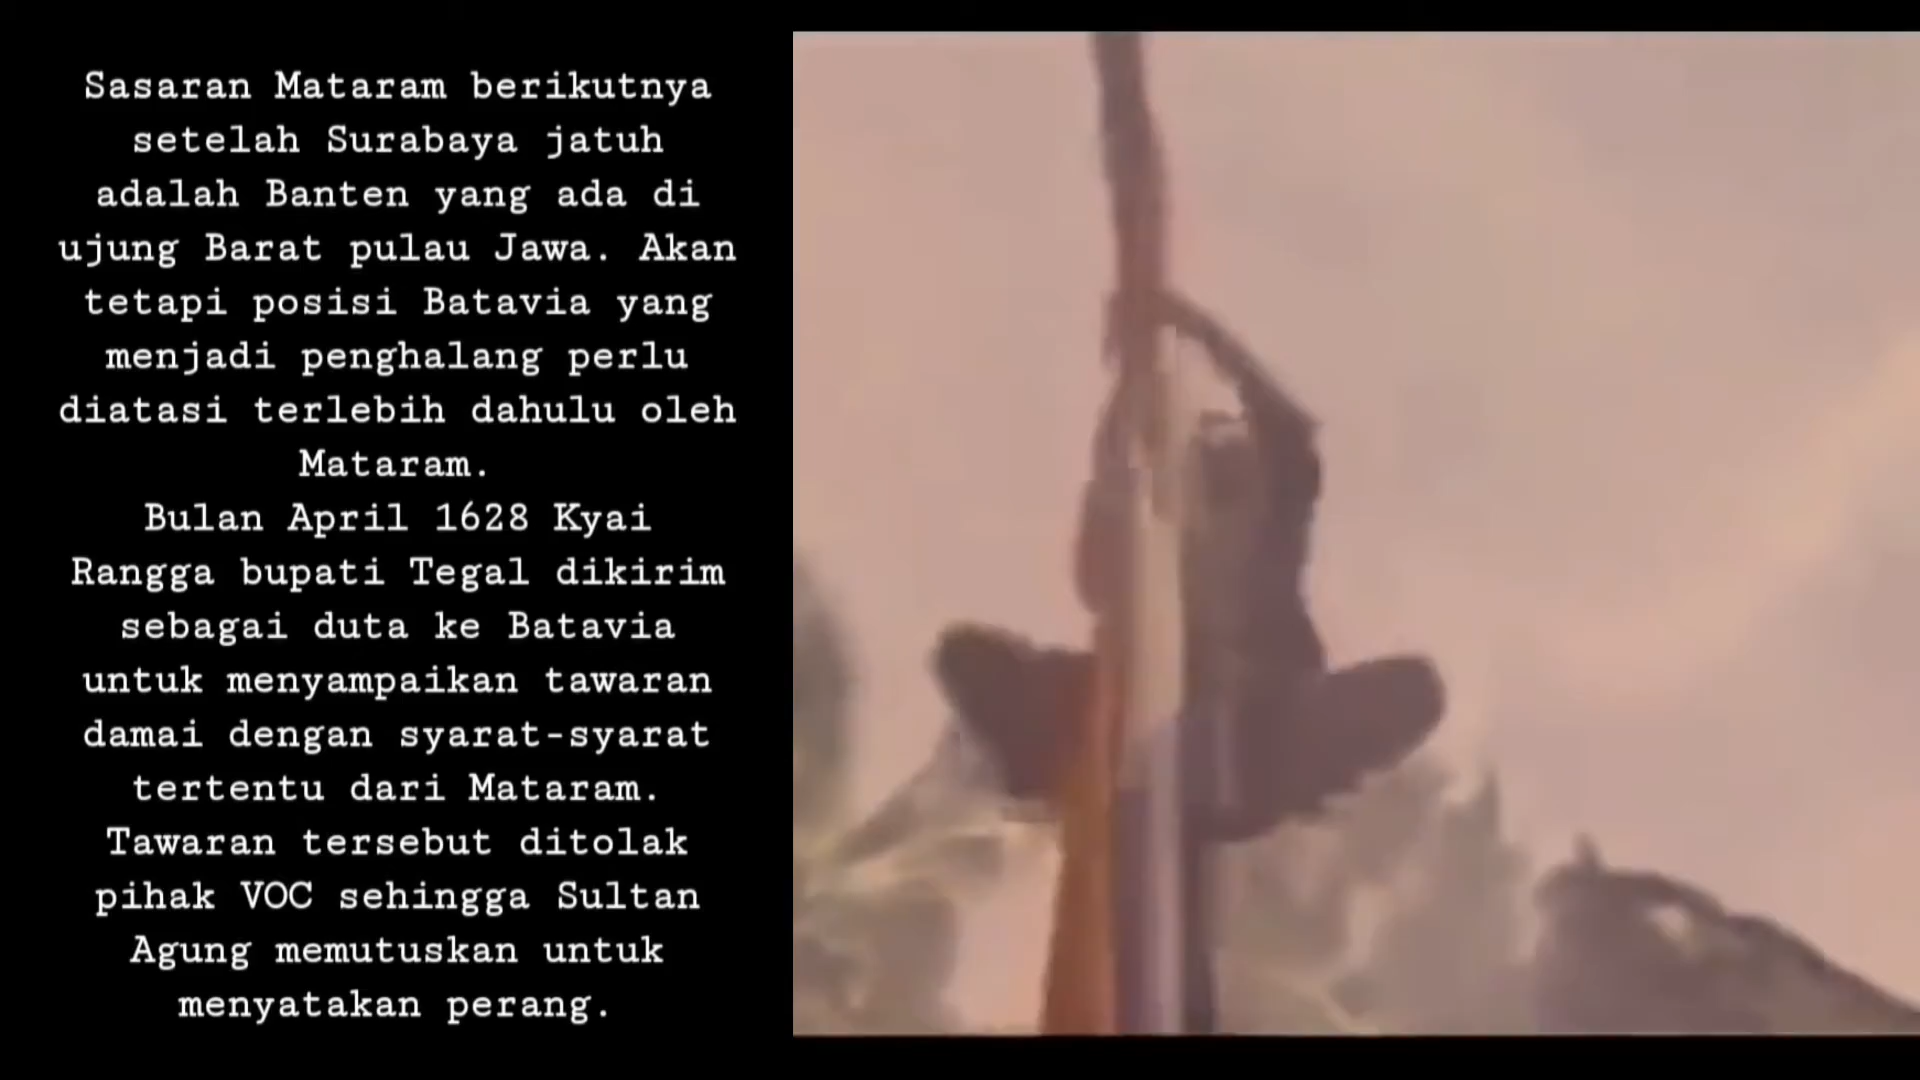 Sasaran Mataram berikutnya
setelah Surabaya jatuh
adalah Banten yang ada di
ujung Barat pulau Jawa. Akan
tetapi posisi Batavia yang
menjadi penghalang perlu
diatasi terlebih dahulu oleh
Mataram.
Bulan April 1628 Kyai
Rangga bupati Tegal dikirim
sebagai duta ke Batavia
untuk menyampaikan tawaran
damai dengan syarat-syarat
tertentu dari Mataram.
Tawaran tersebut ditolak
pihak VOC sehingga Sultan
Agung memutuskan untuk
menyatakan perang.